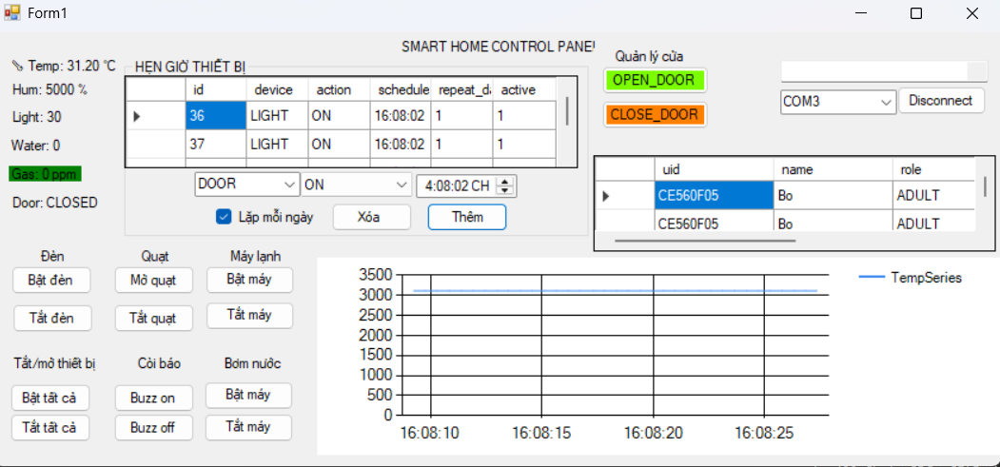 Form1
SMART HOME CONTROL PANE
Temp: 31.20 °C
Hum: 5000 %
Light: 30
Water: 0
Gas: 0 ppm
Door: CLOSED
HẸN GIỜ THIẾT BỊ
id device action schedule repeat_da active
36 LIGHT ON 16:08:02 1 1
37 LIGHT ON 16:08:02 1 1
DOOR ON 4:08:02 CH
Lặp mỗi ngày Xóa Thêm
Quản lý cửa
OPEN_DOOR
CLOSE_DOOR
COM3 Disconnect
uid name role
CE560F05 Bo ADULT
CE560F05 Bo ADULT
Đèn Quạt Máy lạnh
Bật đèn Mở quạt Bật máy
Tắt đèn Tắt quạt Tắt máy
Tắt/mở thiết bị Còi báo Bơm nước
Bật tất cả Buzz on Bật máy
Tắt tất cả Buzz off Tắt máy
3500
3000
2500
2000
1500
1000
500
0
16:08:10 16:08:15 16:08:20 16:08:25
TempSeries